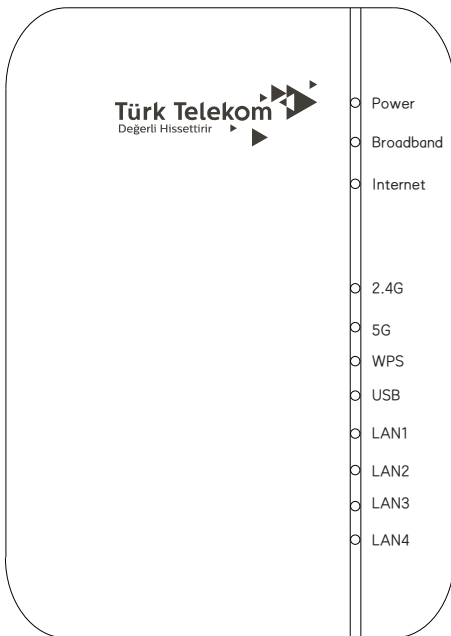 Türk Telekom
Değerli Hissettirir
Power
Broadband
Internet
2.4G
5G
WPS
USB
LAN1
LAN2
LAN3
LAN4